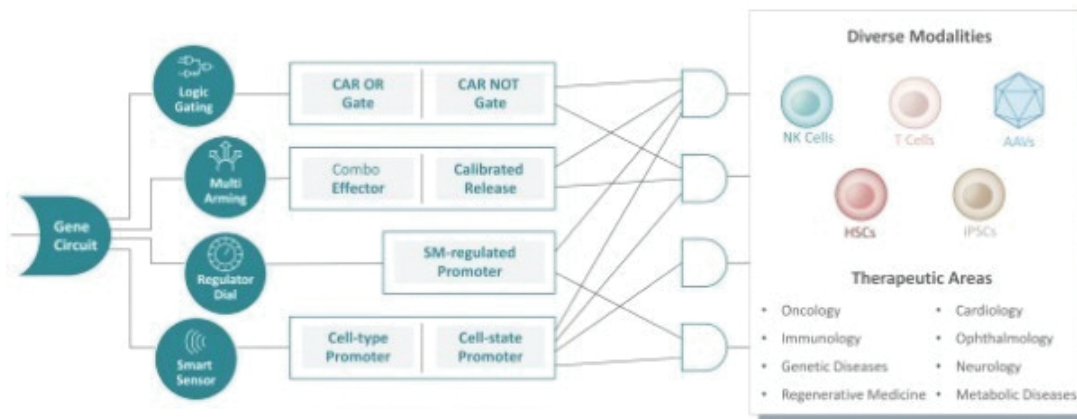 Gene
Circuit
Logic
Gating
Multi
Arming
Regulator
Dial
Smart
Sensor
CAR OR
Gate
CAR NOT
Gate
Combo
Effector
Calibrated
Release
SM-regulated
Promoter
Cell-type
Promoter
Cell-state
Promoter
Diverse Modalities
NK Cells
T Cells
AAVs
HSCs
iPSCs
Therapeutic Areas
• Oncology
• Immunology
• Genetic Diseases
• Regenerative Medicine
• Cardiology
• Ophthalmology
• Neurology
• Metabolic Diseases